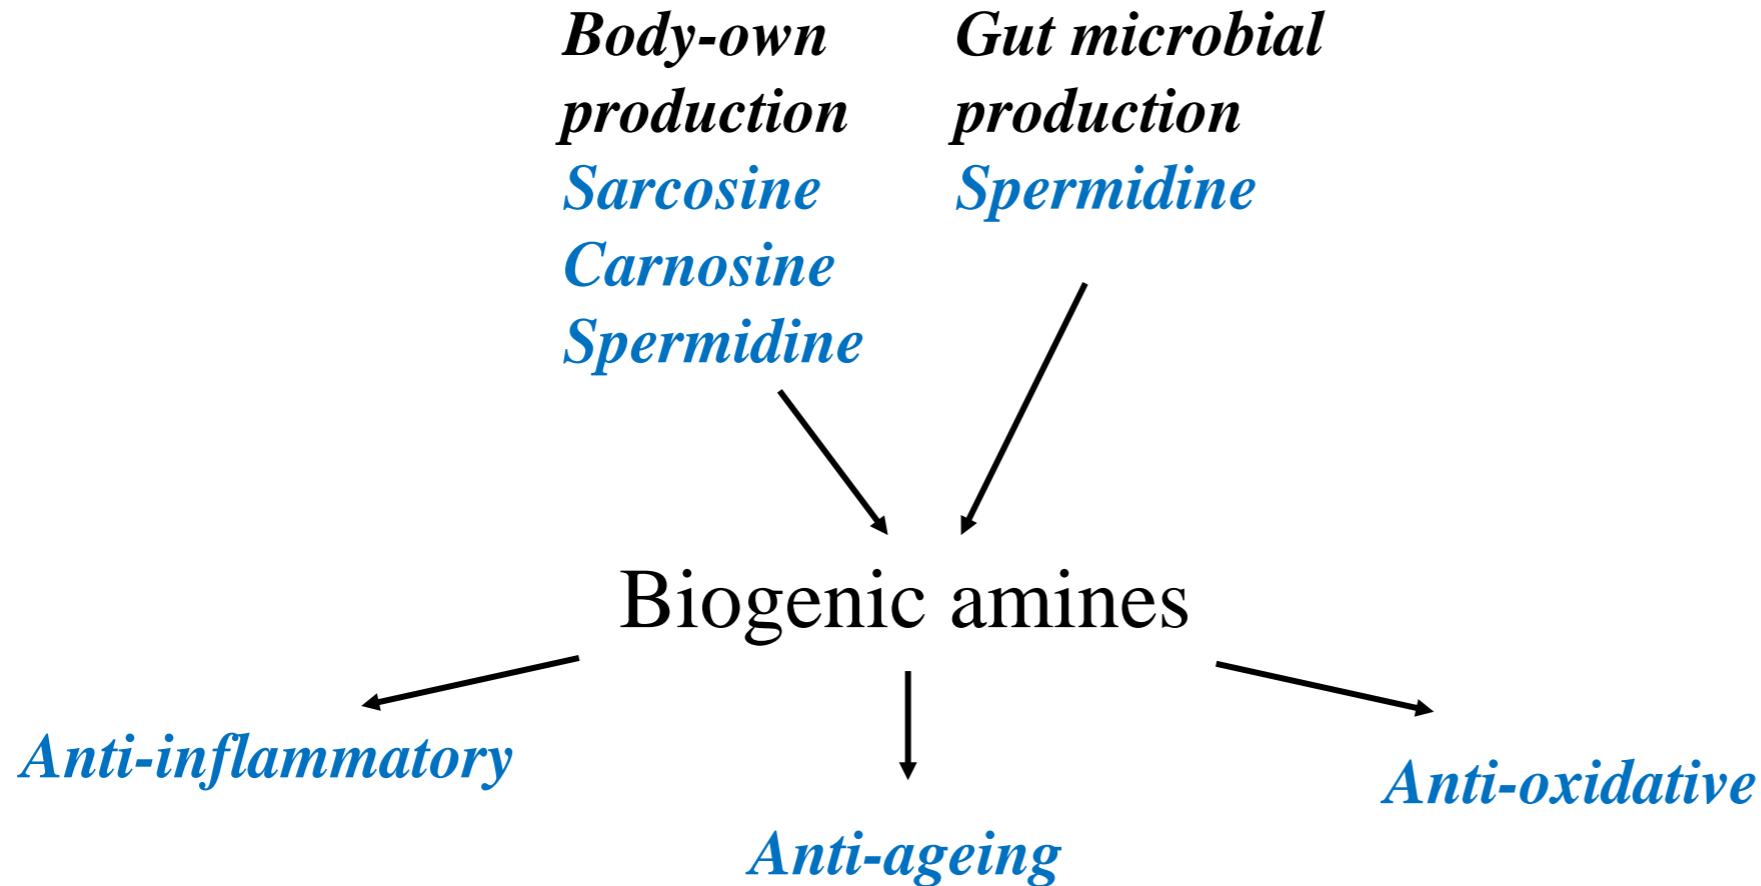 Body-own
production
Sarcosine
Carnosine
Spermidine
Gut microbial
production
Spermidine
Biogenic amines
Anti-inflammatory
Anti-ageing
Anti-oxidative